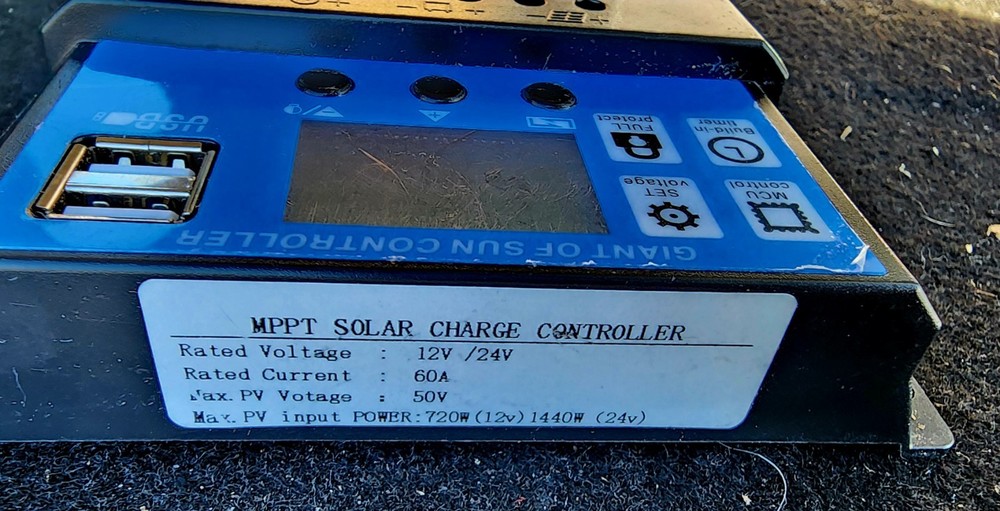 USB
FULL
protect
Build-in
timer
SET
voltage
MCU
control
GIANT OF SUN CONTROLLER
MPPT SOLAR CHARGE CONTROLLER
Rated Voltage : 12V /24V
Rated Current : 60A
Max. PV Votage : 50V
Max. PV input POWER:720W(12v)1440W (24v)